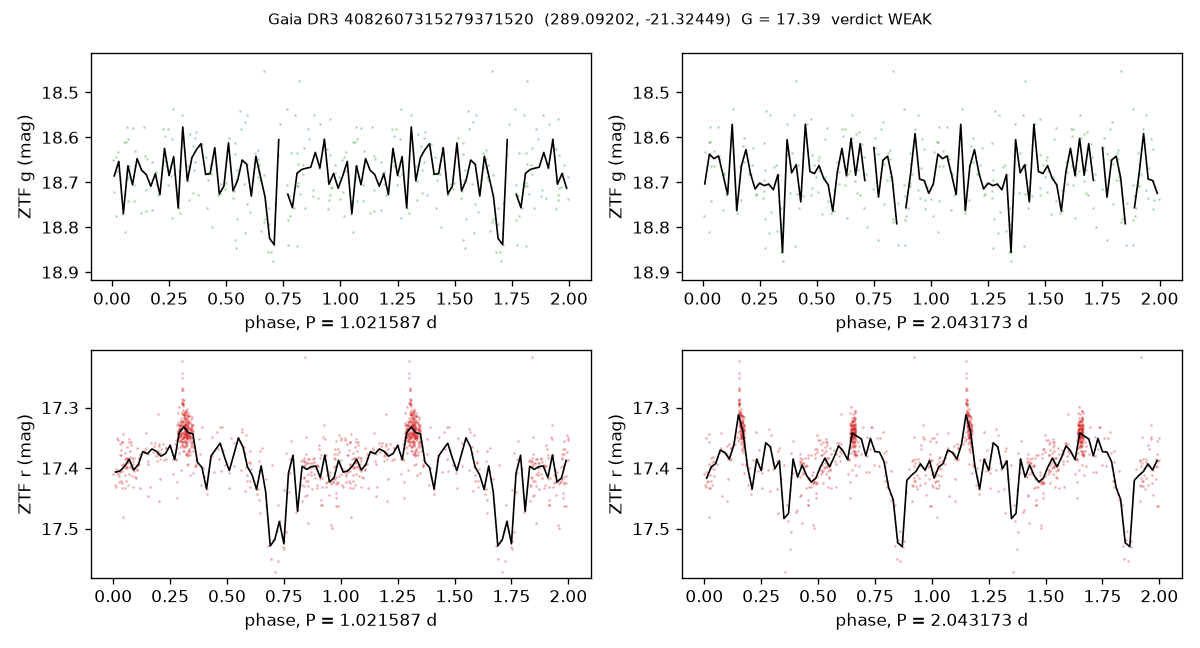 Gaia DR3 4082607315279371520  (289.09202, -21.32449)  G = 17.39  verdict WEAK
ZTF g (mag)
18.5
18.6
18.7
18.8
18.9
0.00 0.25 0.50 0.75 1.00 1.25 1.50 1.75 2.00
phase, P = 1.021587 d
ZTF g (mag)
18.5
18.6
18.7
18.8
18.9
0.00 0.25 0.50 0.75 1.00 1.25 1.50 1.75 2.00
phase, P = 2.043173 d
ZTF r (mag)
17.3
17.4
17.5
0.00 0.25 0.50 0.75 1.00 1.25 1.50 1.75 2.00
phase, P = 1.021587 d
ZTF r (mag)
17.3
17.4
17.5
0.00 0.25 0.50 0.75 1.00 1.25 1.50 1.75 2.00
phase, P = 2.043173 d